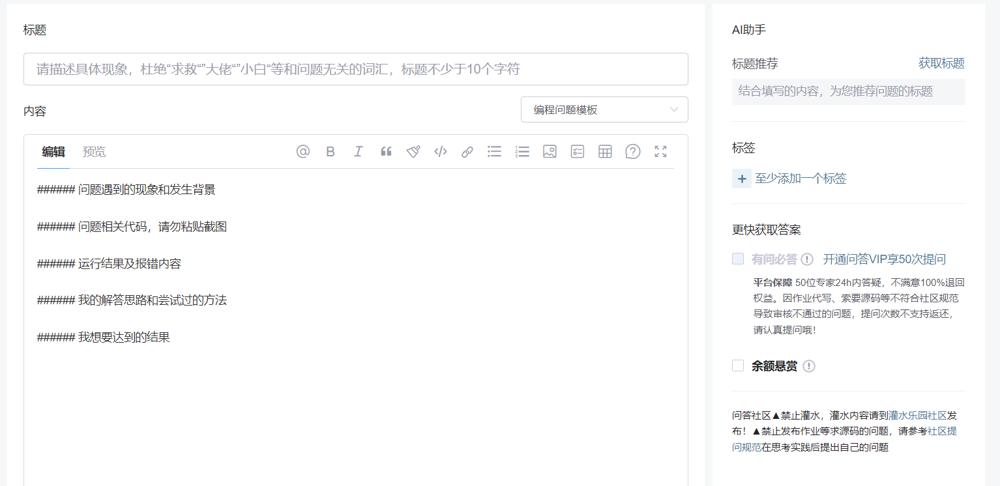 标题
请描述具体现象，杜绝“求救“”大佬“”小白“等和问题无关的词汇，标题不少于10个字符
内容
编程问题模板
编辑 预览
###### 问题遇到的现象和发生背景
###### 问题相关代码，请勿粘贴截图
###### 运行结果及报错内容
###### 我的解答思路和尝试过的方法
###### 我想要达到的结果
AI助手
标题推荐 获取标题
结合填写的内容，为您推荐问题的标题
标签
+ 至少添加一个标签
更快获取答案
有问必答 开通问答VIP享50次提问
平台保障 50位专家24h内答疑，不满意100%退回
权益。因作业代写、索要源码等不符合社区规范
导致审核不通过的问题，提问次数不支持返还，
请认真提问哦！
余额悬赏
问答社区▲禁止灌水，灌水内容请到灌水乐园社区发
布！▲禁止发布作业等求源码的问题，请参考社区提
问规范在思考实践后提出自己的问题